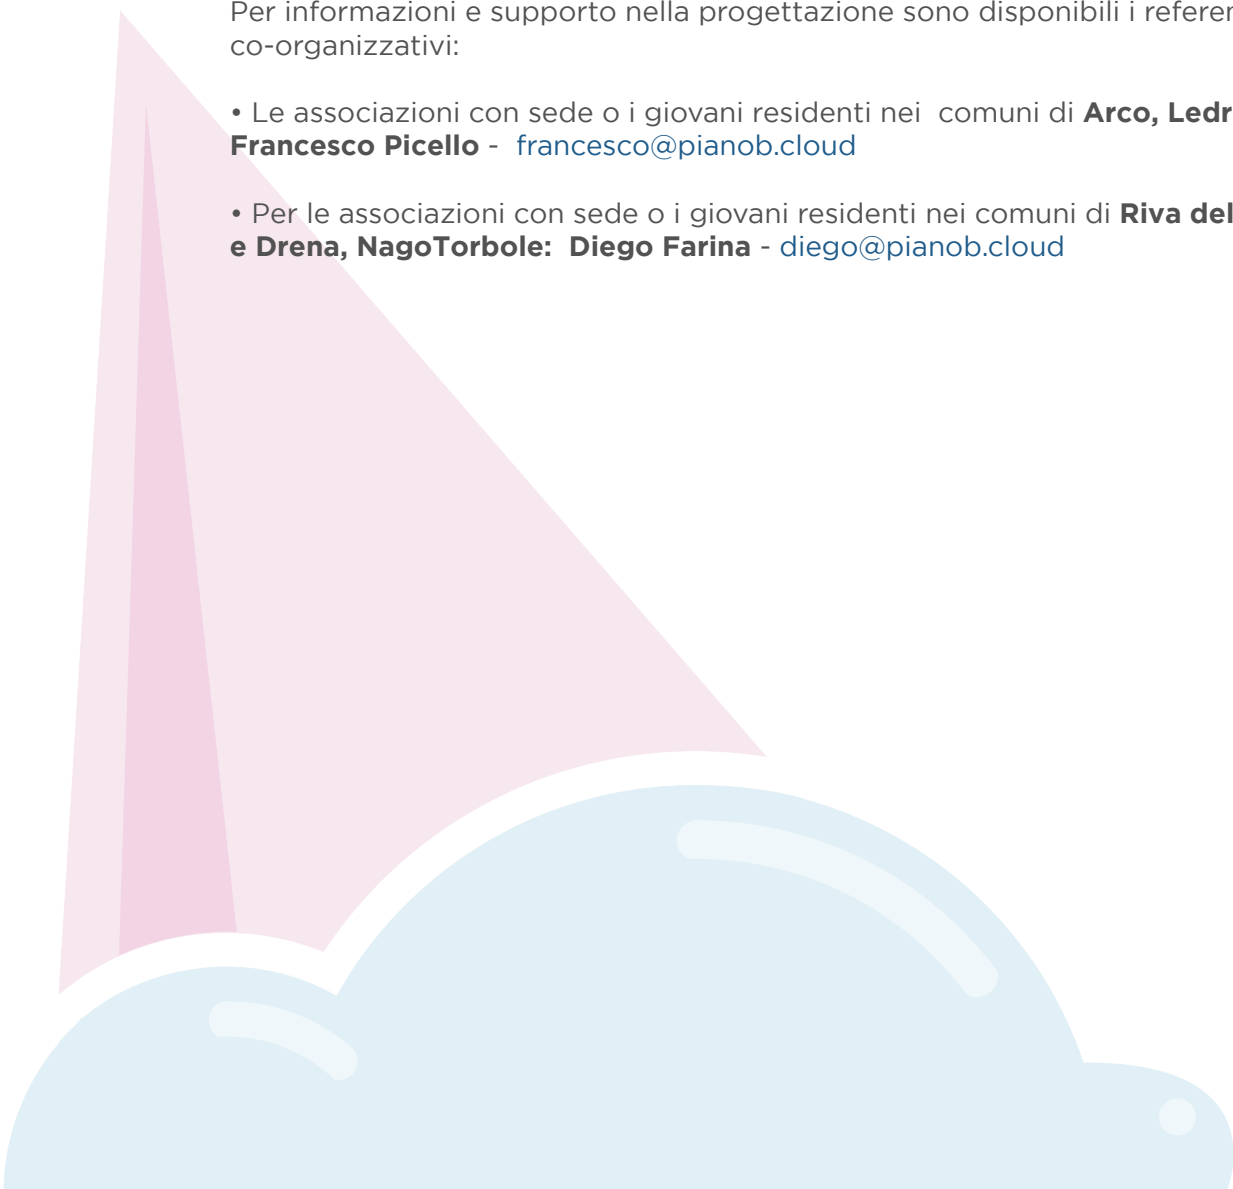 Per informazioni e supporto nella progettazione sono disponibili i
co-organizzativi:
• Le associazioni con sede o i giovani residenti nei comuni di Arco,
Francesco Picello - francesco@pianob.cloud
• Per le associazioni con sede o i giovani residenti nei comuni di Riva del
e Drena, NagoTorbole: Diego Farina - diego@pianob.cloud